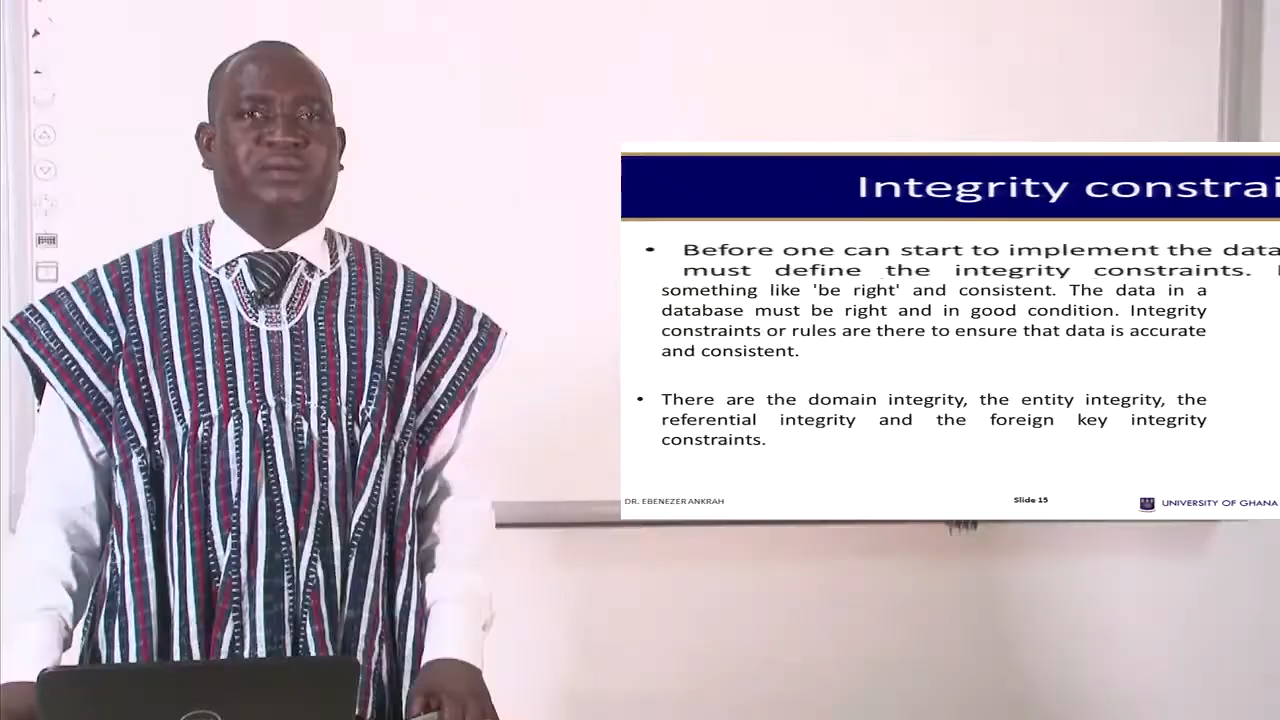 Integrity constrai
• Before one can start to implement the data
must define the integrity constraints.
something like 'be right' and consistent. The data in a
database must be right and in good condition. Integrity
constraints or rules are there to ensure that data is accurate
and consistent.
• There are the domain integrity, the entity integrity, the
referential integrity and the foreign key integrity
constraints.
DR. EBENEZER ANKRAH
Slide 15
UNIVERSITY OF GHANA